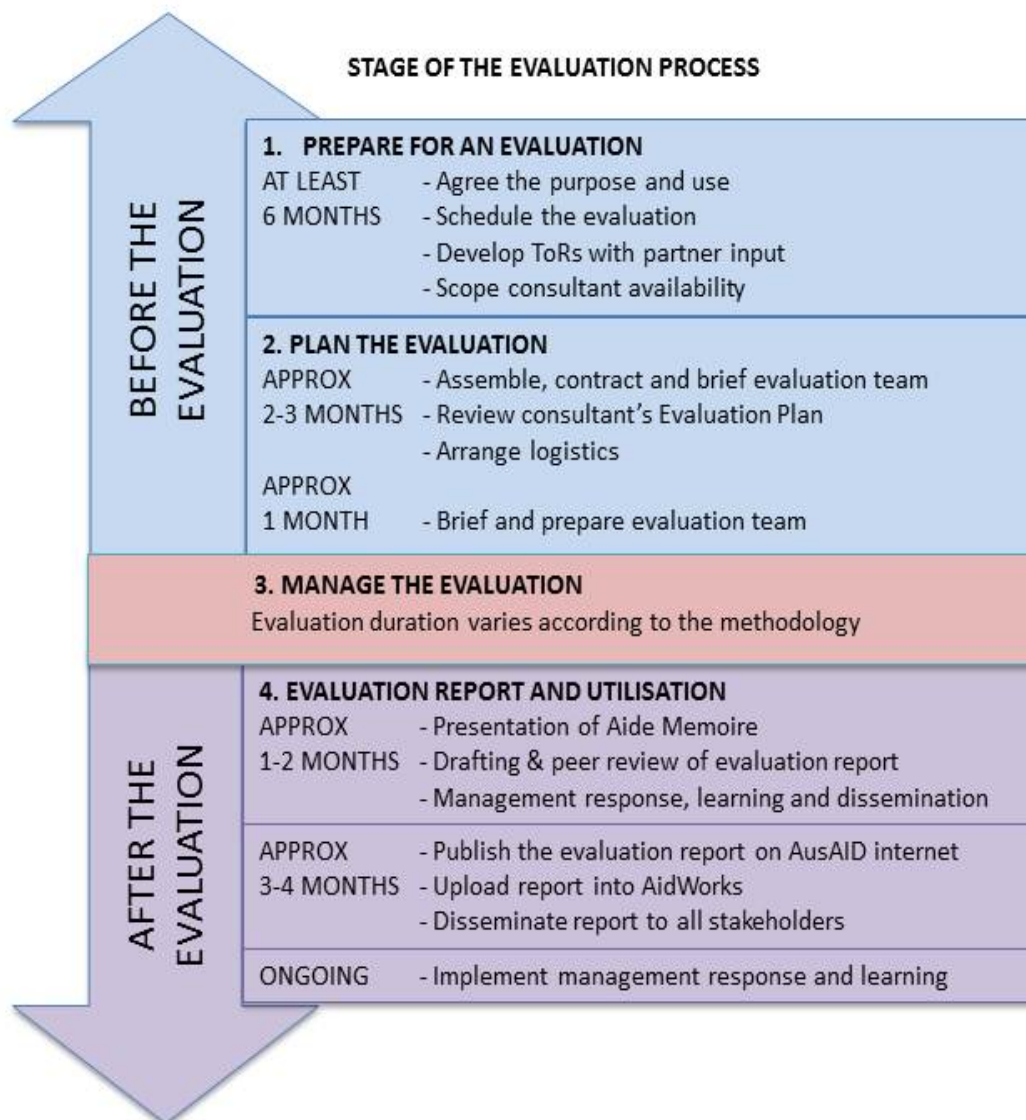 STAGE OF THE EVALUATION PROCESS
BEFORE THE
EVALUATION
1. PREPARE FOR AN EVALUATION
AT LEAST - Agree the purpose and use
6 MONTHS - Schedule the evaluation
- Develop ToRs with partner input
- Scope consultant availability
2. PLAN THE EVALUATION
APPROX - Assemble, contract and brief evaluation team
2-3 MONTHS - Review consultant's Evaluation Plan
- Arrange logistics
APPROX
1 MONTH - Brief and prepare evaluation team
3. MANAGE THE EVALUATION
Evaluation duration varies according to the methodology
AFTER THE
EVALUATION
4. EVALUATION REPORT AND UTILISATION
APPROX - Presentation of Aide Memoire
1-2 MONTHS - Drafting & peer review of evaluation report
- Management response, learning and dissemination
APPROX - Publish the evaluation report on AusAID internet
3-4 MONTHS - Upload report into AidWorks
- Disseminate report to all stakeholders
ONGOING - Implement management response and learning